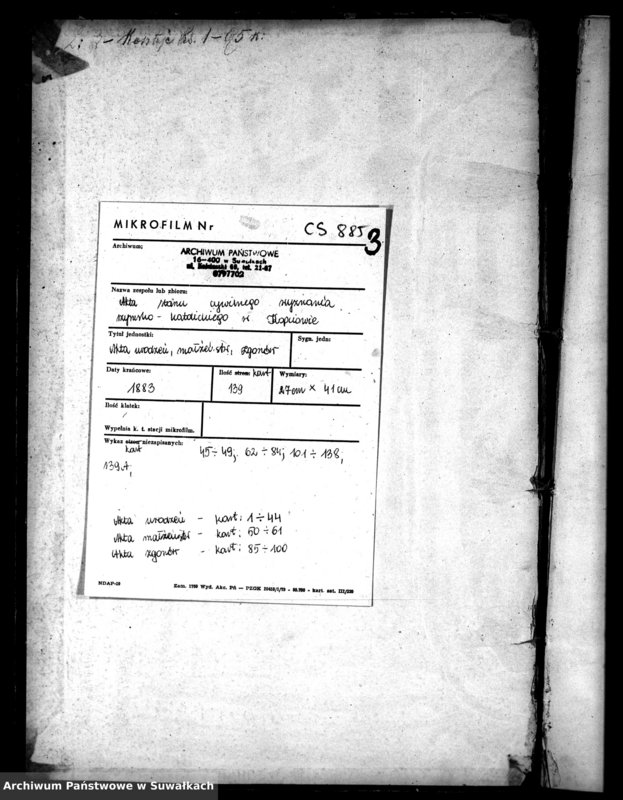 MIKROFILM Nr CS 885 3
Archiwum:
ARCHIWUM PAŃSTWOWE
16-400 w Suwałkach
Nazwa zespołu lub zbioru:
Akta stanu cywilnego wyznania
rzymsko - katolickiego w
Tytuł jednostki: Sygn. jedn:
Akta urodzeń, małżeństw, zgonów
Daty krańcowe: Ilość stron: kart Wymiary:
1883 139 27cm x 41cm
Ilość klatek:
Wypełnia k. t. stacji mikrofilm.
Wykaz stron niezapisanych:
kart 45÷49; 62÷84; 101÷138;
139A,
Akta urodzeń - kart: 1÷44
Akta małżeństw - kart: 50÷61
Akta zgonów - kart: 85÷100
NDAP-
Archiwum Państwowe w Suwałkach